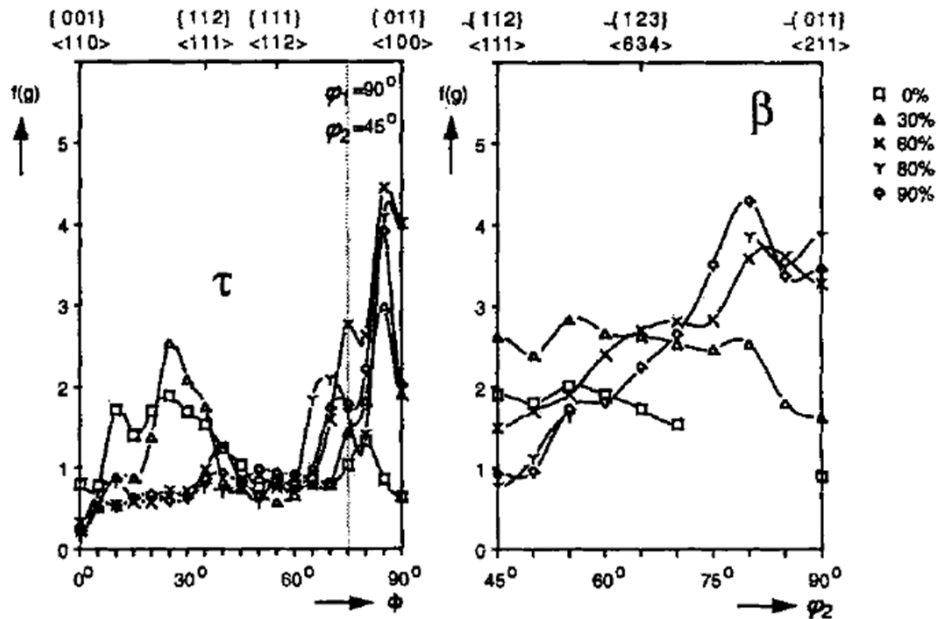 {001} {112} {111} {011} ~{112} ~{123} ~{011}
<110> <111> <112> <100> <111> <634> <211>
f(g) φ1=90° f(g) β □ 0%
φ2=45° △ 30%
5 5 × 60%
Y 80%
◇ 90%
4 4
τ
3 3
2 2
1 1
0 0
0° 30° 60° 90° 45° 60° 75° 90°
Φ φ2